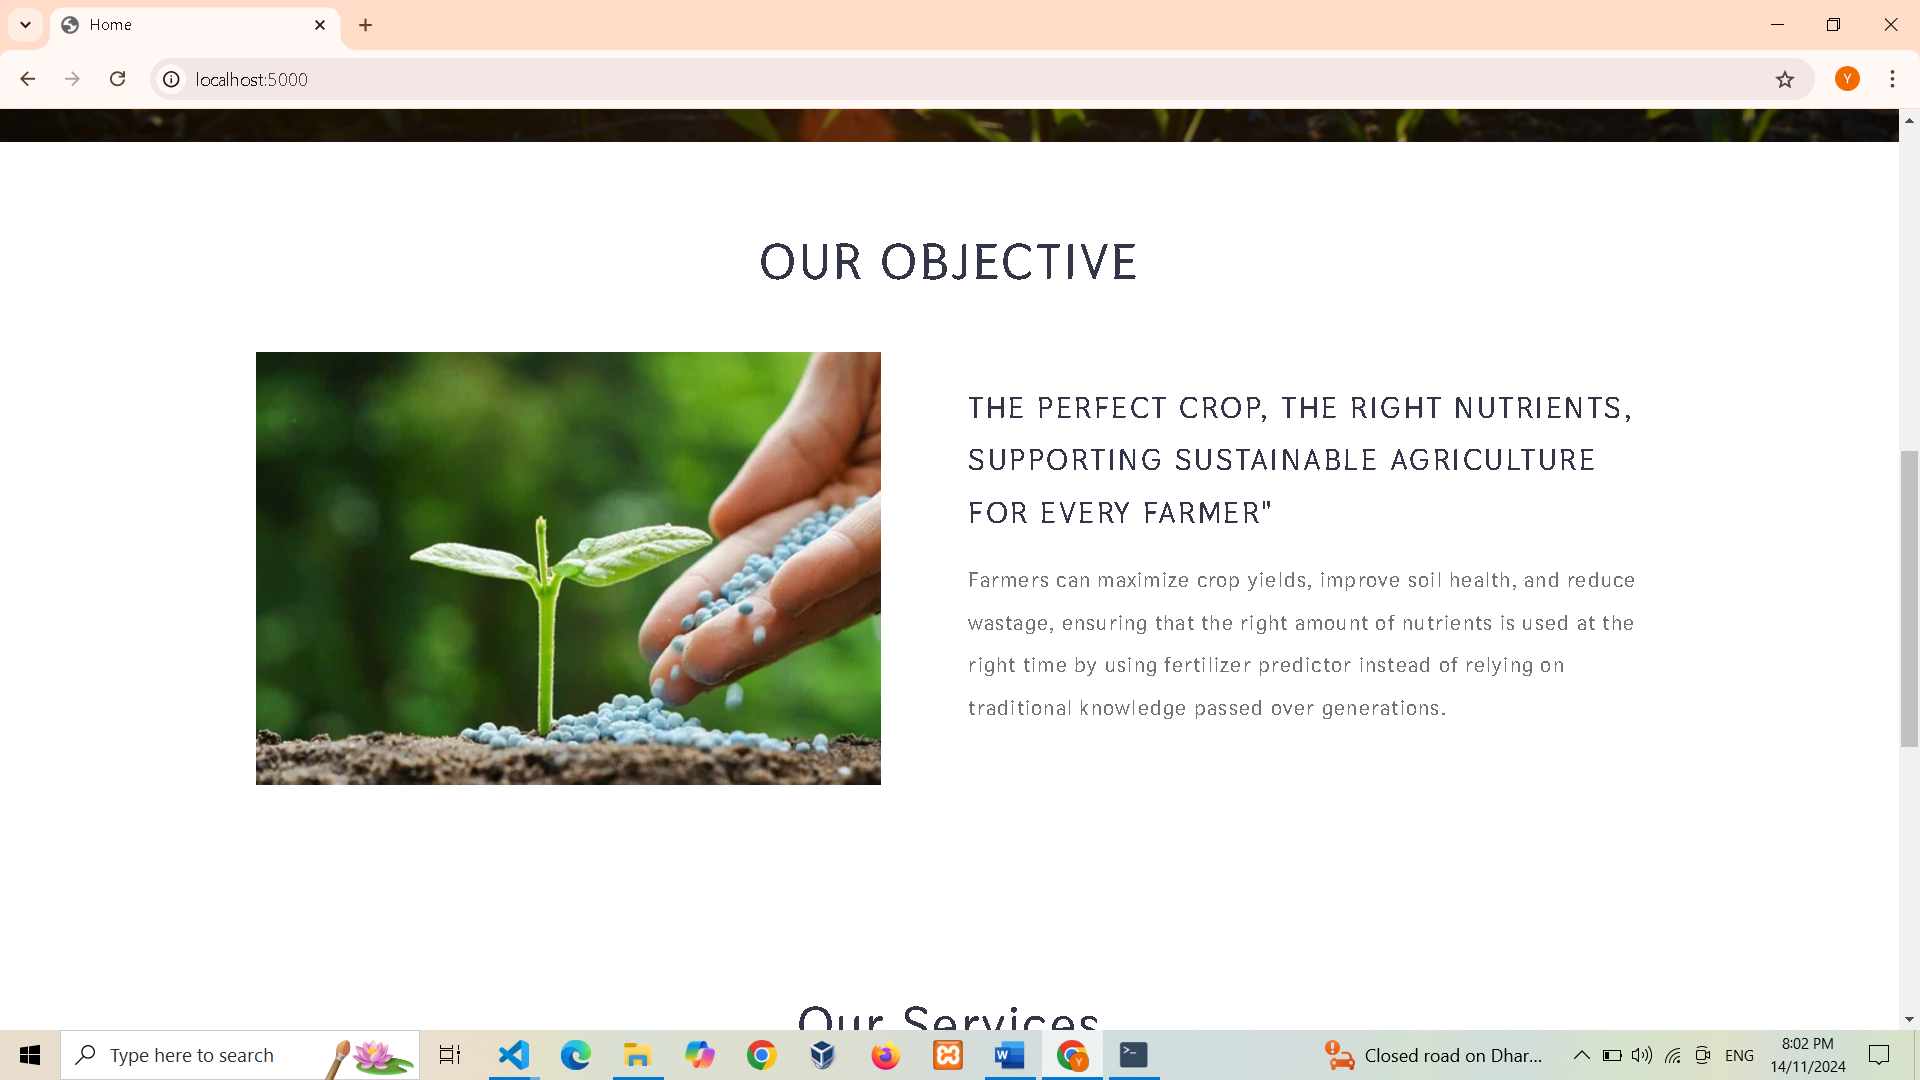 Home
localhost:5000
OUR OBJECTIVE
THE PERFECT CROP, THE RIGHT NUTRIENTS,
SUPPORTING SUSTAINABLE AGRICULTURE
FOR EVERY FARMER"
Farmers can maximize crop yields, improve soil health, and reduce
wastage, ensuring that the right amount of nutrients is used at the
right time by using fertilizer predictor instead of relying on
traditional knowledge passed over generations.
Our Services
Type here to search
Closed road on Dhar...
ENG
8:02 PM
14/11/2024
Y